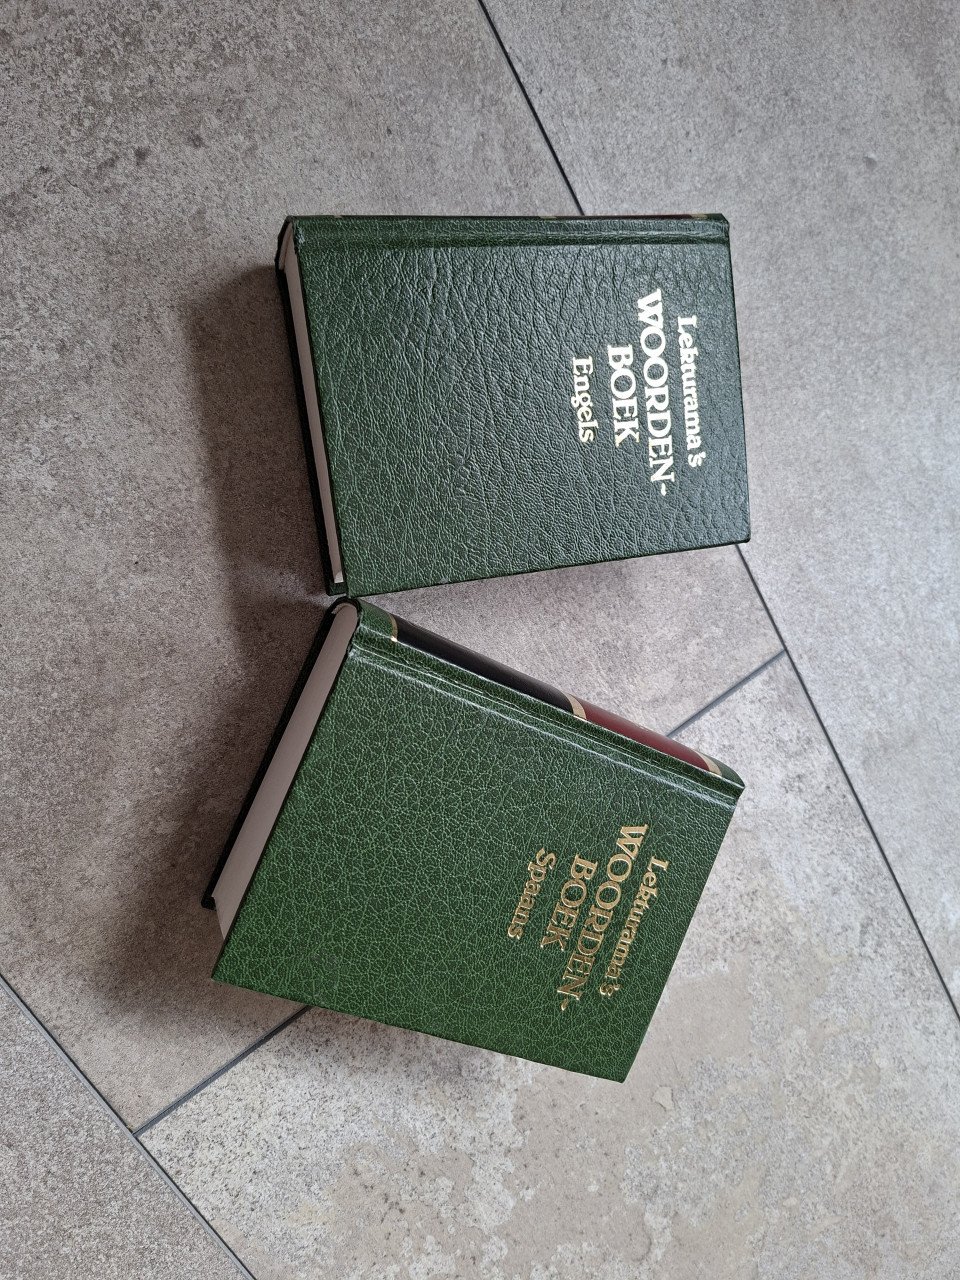 Lekturama's
WOORDEN-
BOEK
Engels
Lekturama's
WOORDEN-
BOEK
Spaans